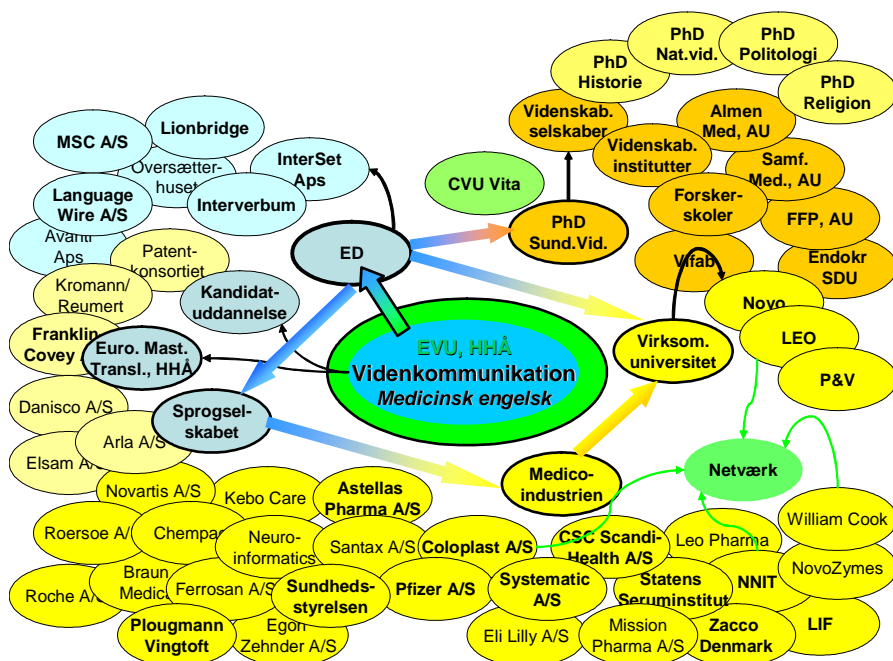 PhD
Nat.vid.
PhD
Politologi
PhD
Historie
PhD
Religion
Videnskab.
selskaber
Almen
Med, AU
Lionbridge
MSC A/S
Oversætter-
huset
InterSet
Aps
Videnskab.
institutter
Samf.
Med., AU
CVU Vita
Language
Wire A/S
Interverbum
Forsker-
skoler
FFP, AU
PhD
Sund.Vid.
ED
Avanti
Aps
Patent-
konsortiet
Vifab
Endokr
SDU
Kromann/
Reumert
Kandidat-
uddannelse
Novo
Franklin
Covey
Euro. Mast.
Transl., HHÅ
EVU, HHÅ
Videnkommunikation
Medicinsk engelsk
Virksom.
universitet
LEO
P&V
Danisco A/S
Sprogsel-
skabet
Arla A/S
Elsam A/S
Medico-
industrien
Netværk
Novartis A/S
Kebo Care
Astellas
Pharma A/S
William Cook
Roersoe A/
Chempaq
Neuro-
informatics
Santax A/S
Coloplast A/S
CSC Scandi-
Health A/S
Leo Pharma
NovoZymes
Roche A/S
Braun
Medical
Ferrosan A/S
Sundheds-
styrelsen
Pfizer A/S
Systematic
A/S
Statens
Seruminstitut
NNIT
Plougmann
Vingtoft
Egon
Zehnder A/S
Eli Lilly A/S
Mission
Pharma A/S
Zacco
Denmark
LIF